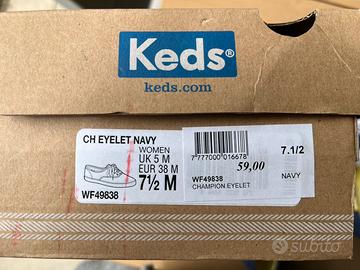 Keds®
keds.com
CH EYELET NAVY
WOMEN
UK 5 M
EUR 38 M
7½ M
WF49838
7777000016678
7.1/2
59,00
WF49838
NAVY
CHAMPION EYELET
subito